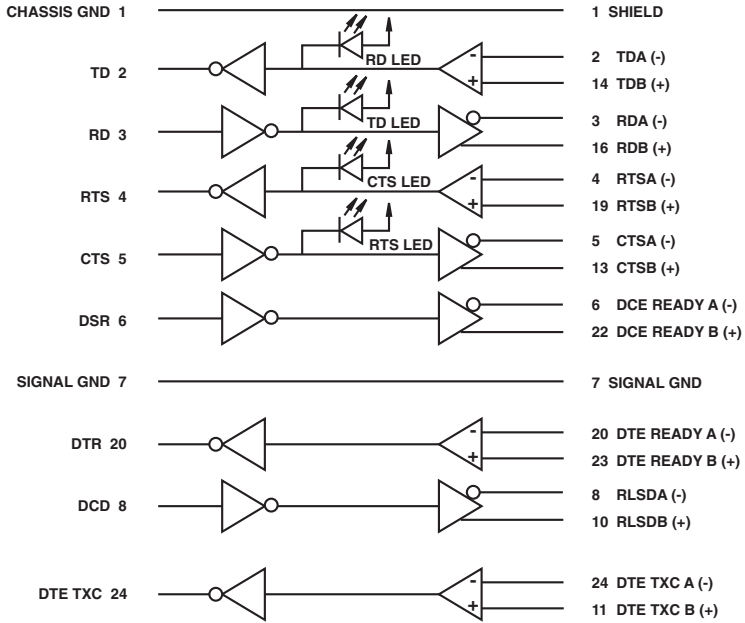 CHASSIS GND 1
1 SHIELD
RD LED
TD 2
-
+
2 TDA (-)
14 TDB (+)
TD LED
RD 3
3 RDA (-)
16 RDB (+)
CTS LED
RTS 4
-
+
4 RTSA (-)
19 RTSB (+)
RTS LED
CTS 5
5 CTSA (-)
13 CTSB (+)
DSR 6
6 DCE READY A (-)
22 DCE READY B (+)
SIGNAL GND 7
7 SIGNAL GND
DTR 20
-
+
20 DTE READY A (-)
23 DTE READY B (+)
DCD 8
8 RLSDA (-)
10 RLSDB (+)
DTE TXC 24
-
+
24 DTE TXC A (-)
11 DTE TXC B (+)